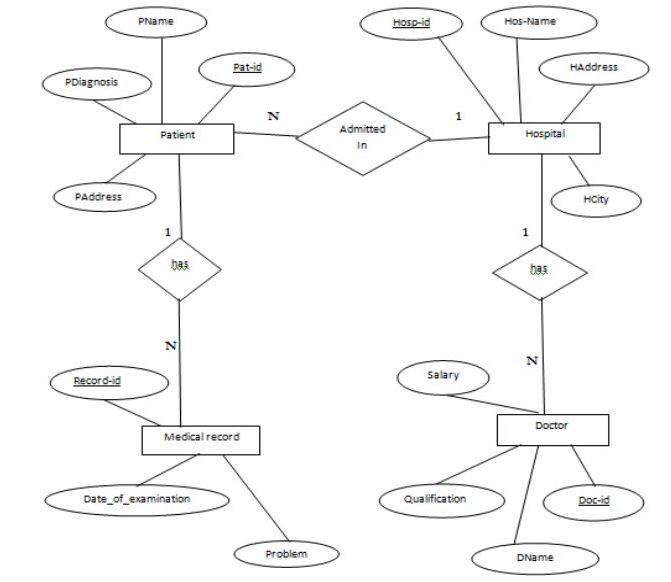 PName
Hosp-id
Hos-Name
PDiagnosis
Pat-id
HAddress
N
1
Patient
Admitted
In
Hospital
PAddress
HCity
1
1
has
has
N
N
Record-id
Salary
Medical record
Doctor
Date_of_examination
Qualification
Doc-id
Problem
DName